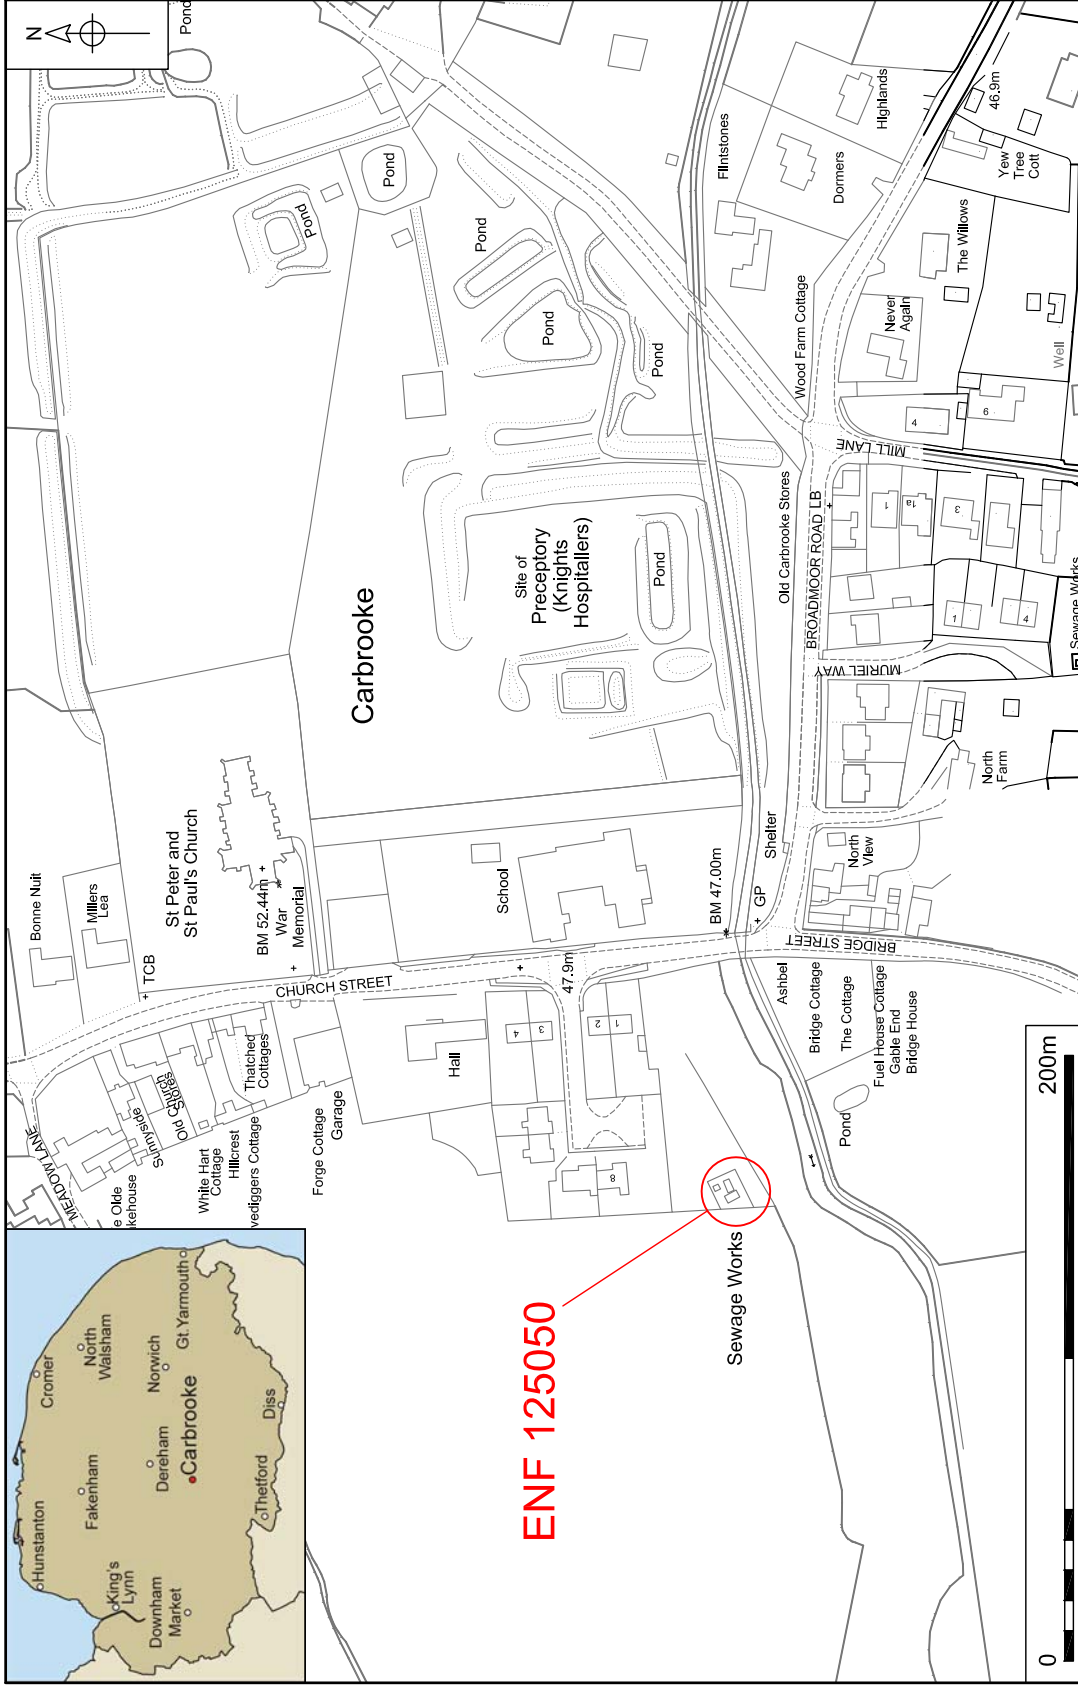 N
Hunstanton
Cromer
Fakenham
North
Walsham
King's
Lynn
Downham
Market
Dereham
Norwich
Gt.Yarmouth
Carbrooke
Thetford
Diss
MEADOW LANE
Sunnyside
Old Church
Stores
White Hart
Cottage
Hillcrest
vediggers Cottage
e Olde
kehouse
Thatched
Cottages
Forge Cottage
Garage
Bonne Nuit
Millers
Lea
TCB
St Peter and
St Paul's Church
BM 52.44m
War
Memorial
CHURCH STREET
Carbrooke
Pond
Pond
Pond
Pond
Pond
Pond
Pond
Site of
Preceptory
(Knights
Hospitallers)
School
Hall
4
3
47.9m
2
1
8
BM 47.00m
GP
Shelter
Sewage Works
ENF 125050
Pond
Ashbel
Bridge Cottage
The Cottage
Fuel House Cottage
Gable End
Bridge House
BRIDGE STREET
North
View
North
Farm
MURIEL WAY
BROADMOOR ROAD LB
Old Carbrooke Stores
Wood Farm Cottage
MILL LANE
Flintstones
Dormers
Highlands
46.9m
Yew
Tree
Cott
The Willows
Never
Again
Well
4
6
1
1a
3
1
4
Sewage Works
0
200m